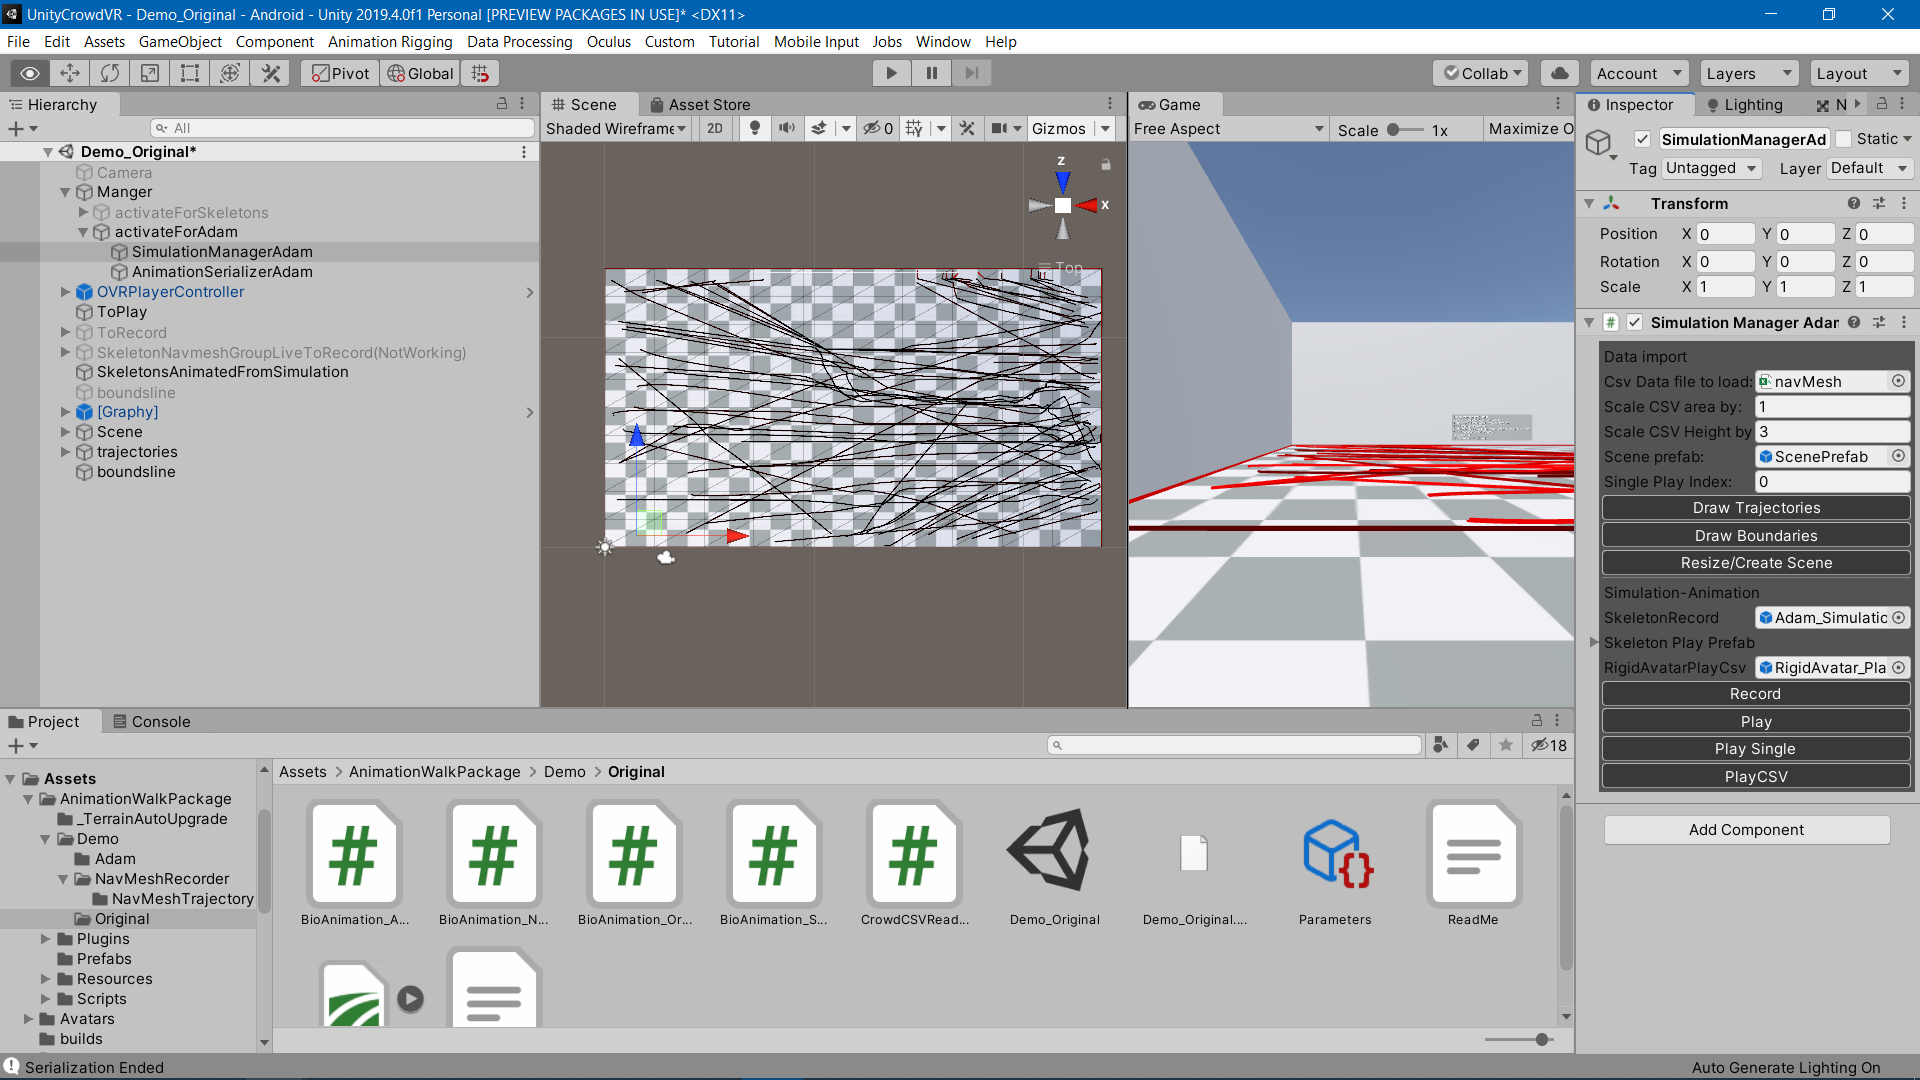 UnityCrowdVR - Demo_Original - Android - Unity 2019.4.0f1 Personal [PREVIEW PACKAGES IN USE]* <DX11>
File Edit Assets GameObject Component Animation Rigging Data Processing Oculus Custom Tutorial Mobile Input Jobs Window Help
Pivot Global Collab Account Layers Layout
Hierarchy
All
Demo_Original*
Camera
Manger
activateForSkeletons
activateForAdam
SimulationManagerAdam
AnimationSerializerAdam
OVRPlayerController
ToPlay
ToRecord
SkeletonNavmeshGroupLiveToRecord(NotWorking)
SkeletonsAnimatedFromSimulation
boundsline
[Graphy]
Scene
trajectories
boundsline
Scene Asset Store
Shaded Wireframe 2D 0 Gizmos
z
x
Top
Game
Free Aspect Scale 1x Maximize O
Inspector Lighting N
SimulationManagerAd Static
Tag Untagged Layer Default
Transform
Position X 0 Y 0 Z 0
Rotation X 0 Y 0 Z 0
Scale X 1 Y 1 Z 1
# Simulation Manager Adan
Data import
Csv Data file to load: navMesh
Scale CSV area by: 1
Scale CSV Height by 3
Scene prefab: ScenePrefab
Single Play Index: 0
Draw Trajectories
Draw Boundaries
Resize/Create Scene
Simulation-Animation
SkeletonRecord Adam_Simulatic
Skeleton Play Prefab
RigidAvatarPlayCsv RigidAvatar_Pla
Record
Play
Play Single
PlayCSV
Add Component
Project Console
18
Assets
AnimationWalkPackage
_TerrainAutoUpgrade
Demo
Adam
NavMeshRecorder
NavMeshTrajectory
Original
Plugins
Prefabs
Resources
Scripts
Avatars
builds
Assets > AnimationWalkPackage > Demo > Original
# # # # # {}
BioAnimation_A... BioAnimation_N... BioAnimation_Or... BioAnimation_S... CrowdCSVRead... Demo_Original Demo_Original.... Parameters ReadMe
Serialization Ended
Auto Generate Lighting On